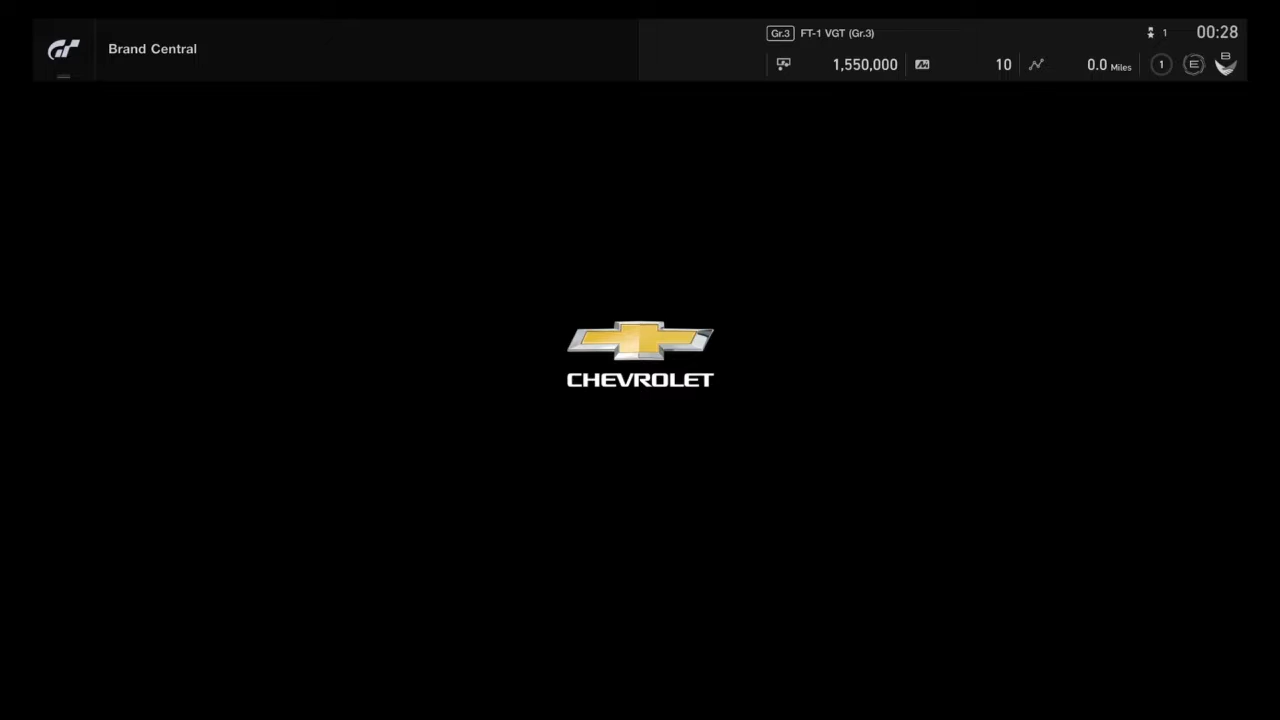 Brand Central
Gr.3 FT-1 VGT (Gr.3)
1 00:28
1,550,000 10 0.0 Miles 1 E B
CHEVROLET